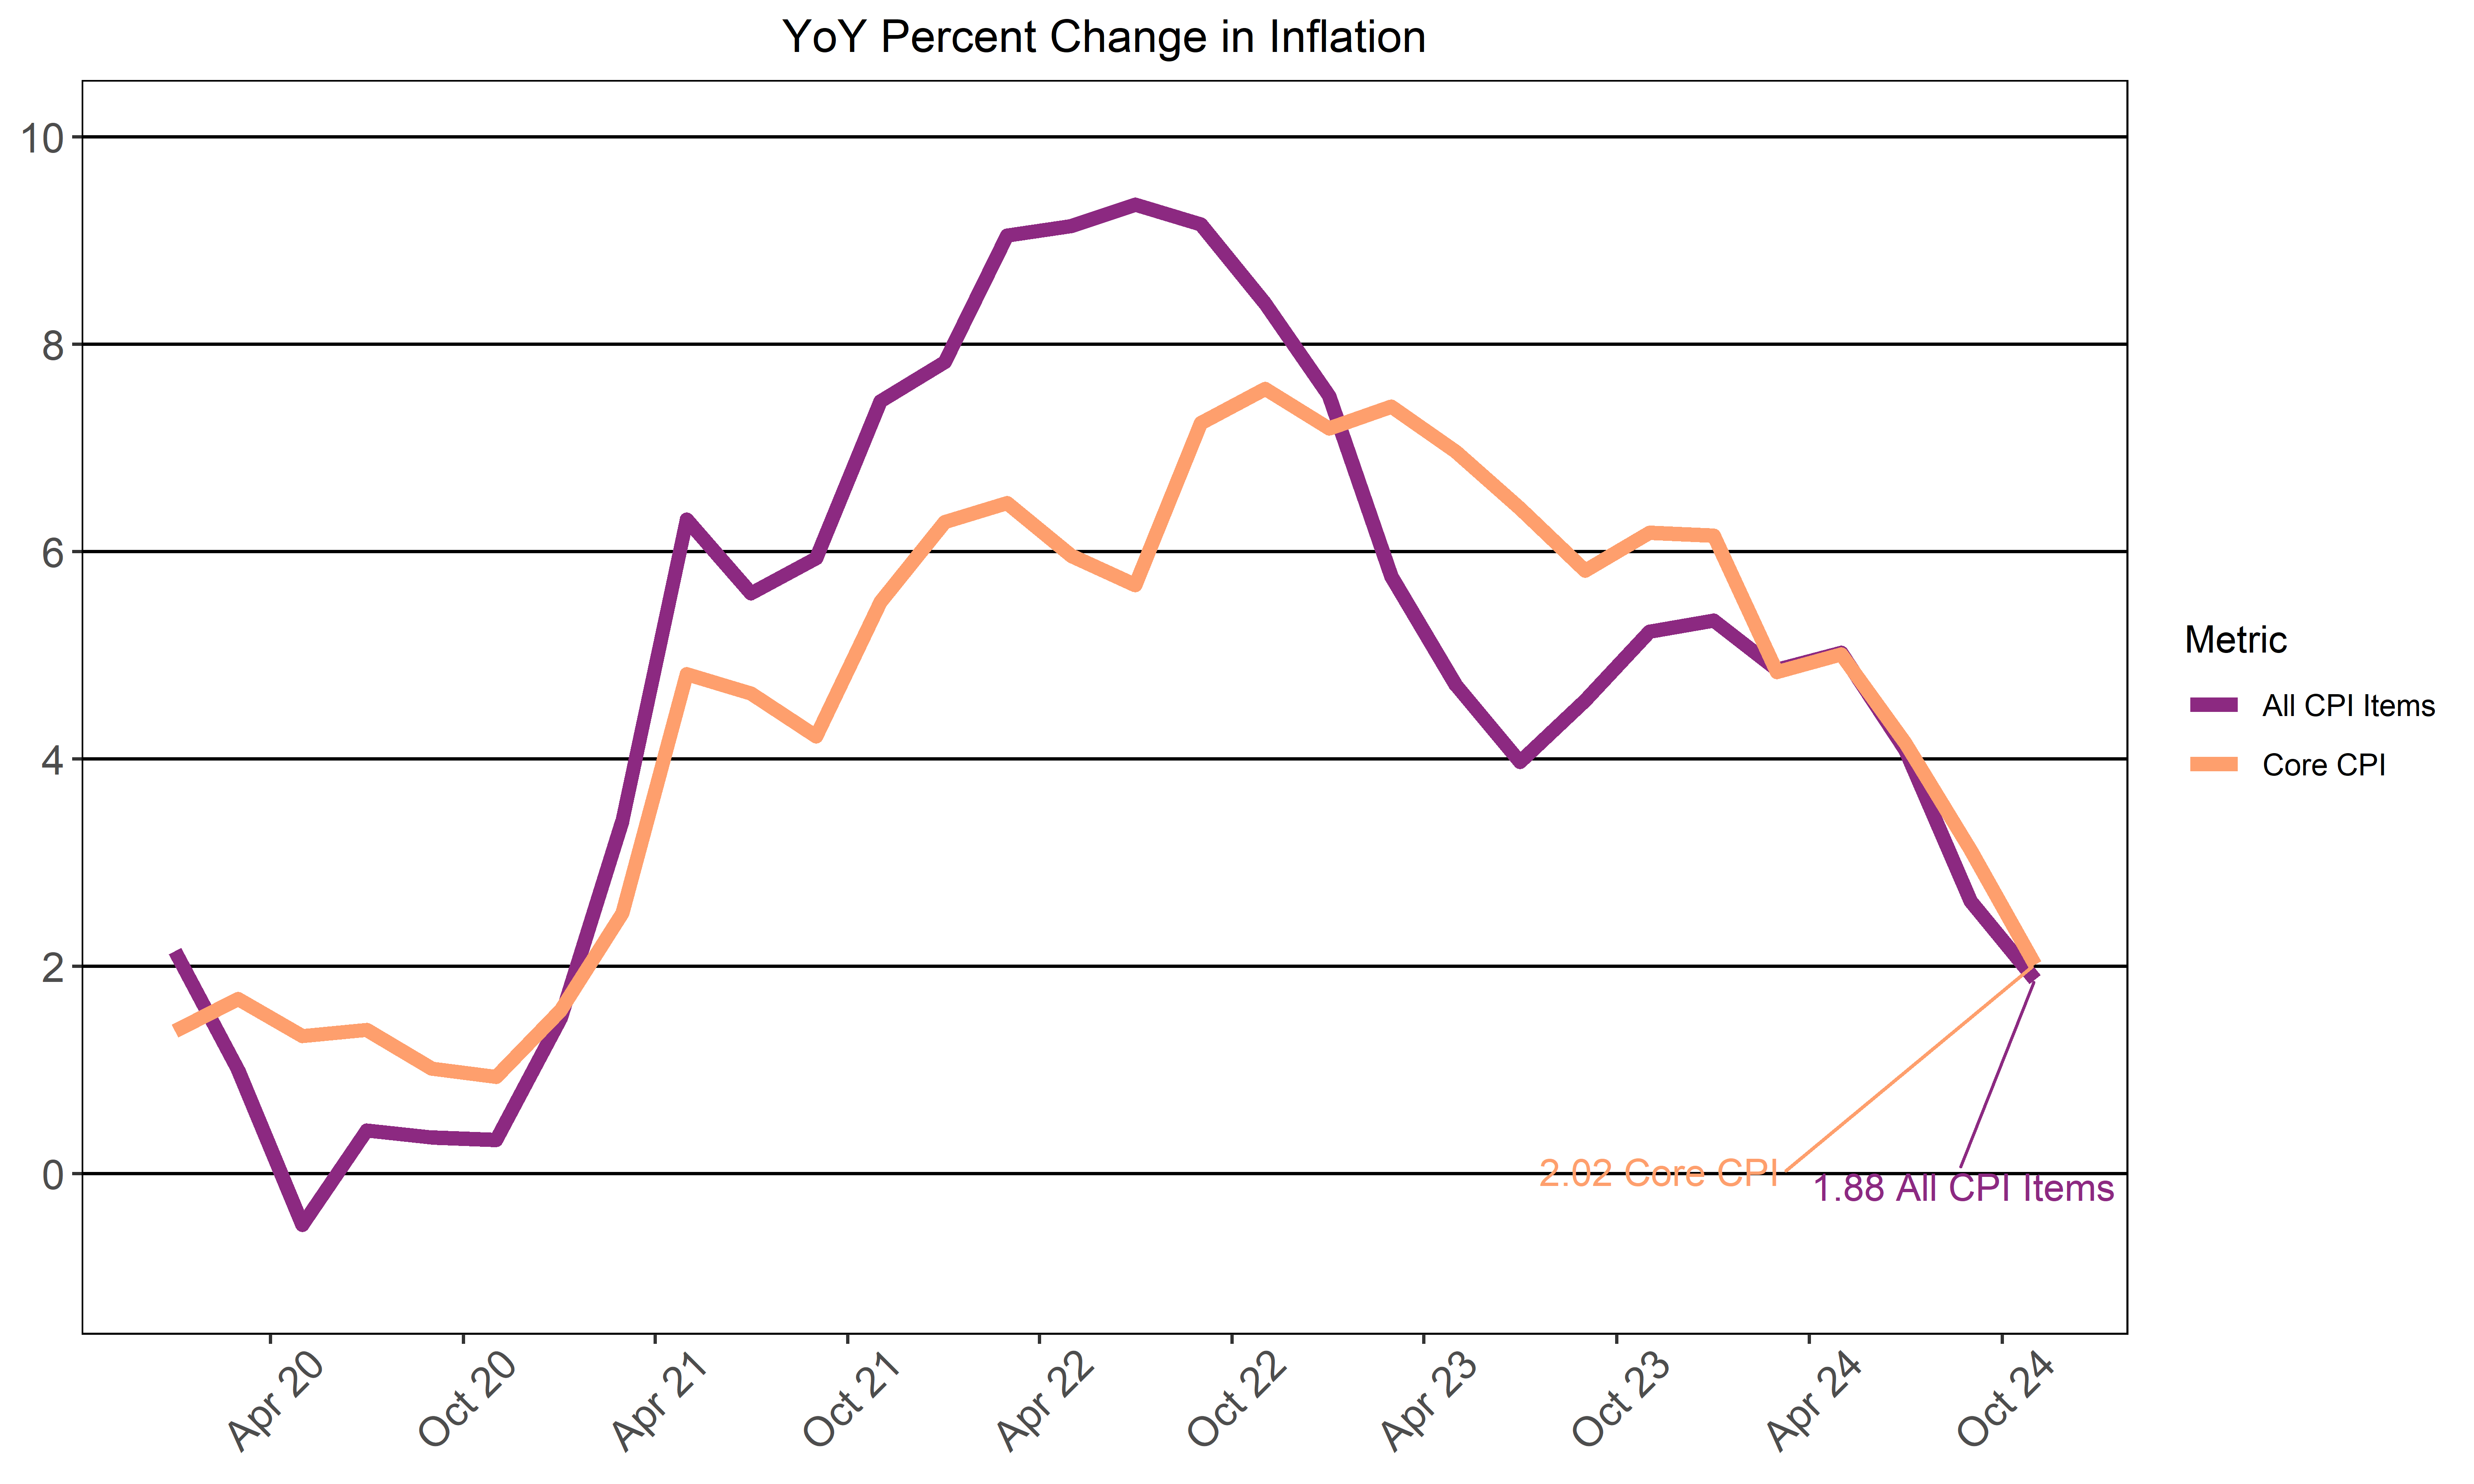 YoY Percent Change in Inflation
10
8
6
4
2
0
2.02 Core CPI
1.88 All CPI Items
Apr 20
Oct 20
Apr 21
Oct 21
Apr 22
Oct 22
Apr 23
Oct 23
Apr 24
Oct 24
Metric
All CPI Items
Core CPI